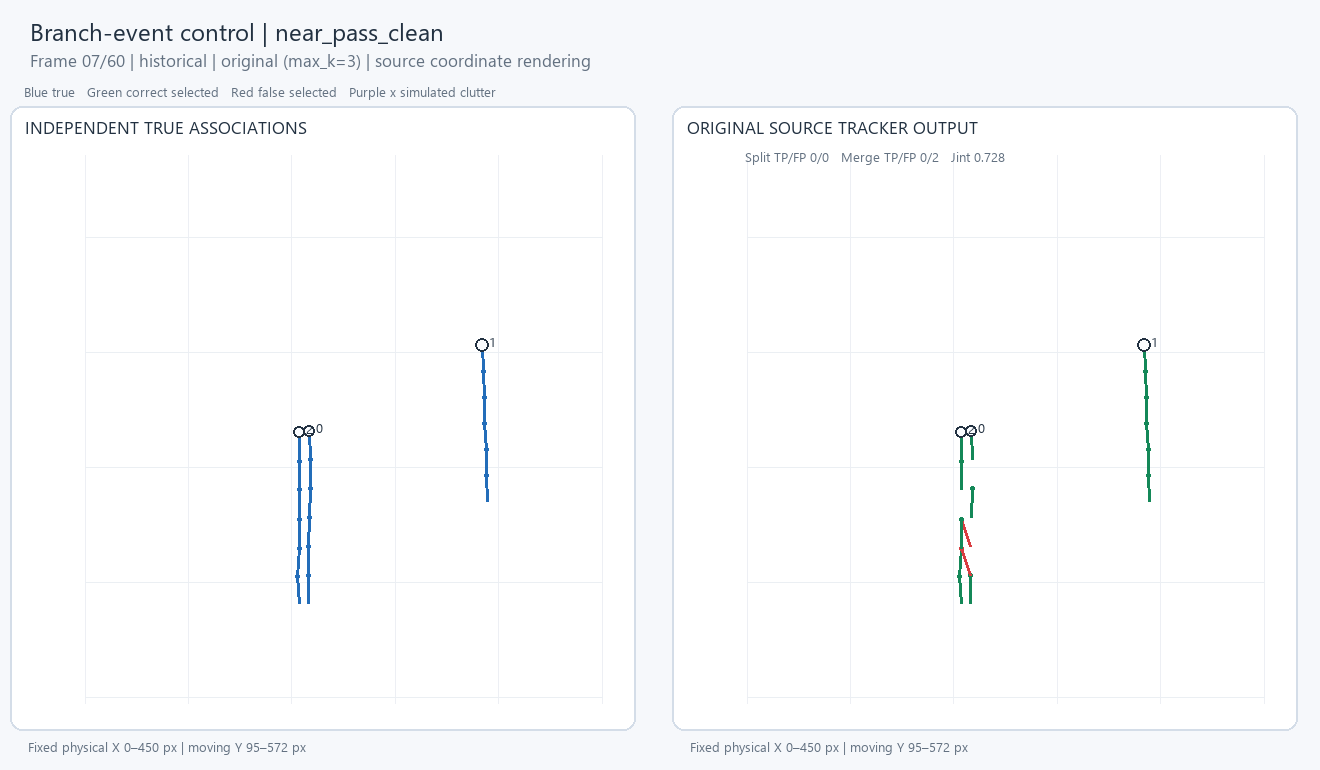 Branch-event control | near_pass_clean
Frame 07/60 | historical | original (max_k=3) | source coordinate rendering
Blue true Green correct selected Red false selected Purple x simulated clutter
INDEPENDENT TRUE ASSOCIATIONS
1
0
Fixed physical X 0–450 px | moving Y 95–572 px
ORIGINAL SOURCE TRACKER OUTPUT
Split TP/FP 0/0 Merge TP/FP 0/2 Jint 0.728
1
0
Fixed physical X 0–450 px | moving Y 95–572 px